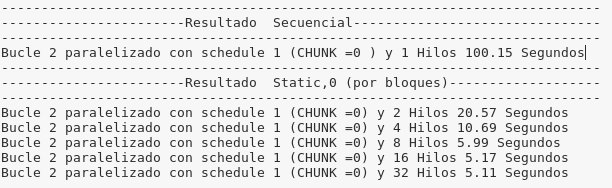 ---------------------------------------------------------------------------
-----------------------Resultado  Secuencial-------------------------------
---------------------------------------------------------------------------
Bucle 2 paralelizado con schedule 1 (CHUNK =0 ) y 1 Hilos 100.15 Segundos
---------------------------------------------------------------------------
-----------------------Resultado  Static,0 (por bloques)-------------------
---------------------------------------------------------------------------
Bucle 2 paralelizado con schedule 1 (CHUNK =0) y 2 Hilos 20.57 Segundos
Bucle 2 paralelizado con schedule 1 (CHUNK =0) y 4 Hilos 10.69 Segundos
Bucle 2 paralelizado con schedule 1 (CHUNK =0) y 8 Hilos 5.99 Segundos
Bucle 2 paralelizado con schedule 1 (CHUNK =0) y 16 Hilos 5.17 Segundos
Bucle 2 paralelizado con schedule 1 (CHUNK =0) y 32 Hilos 5.11 Segundos